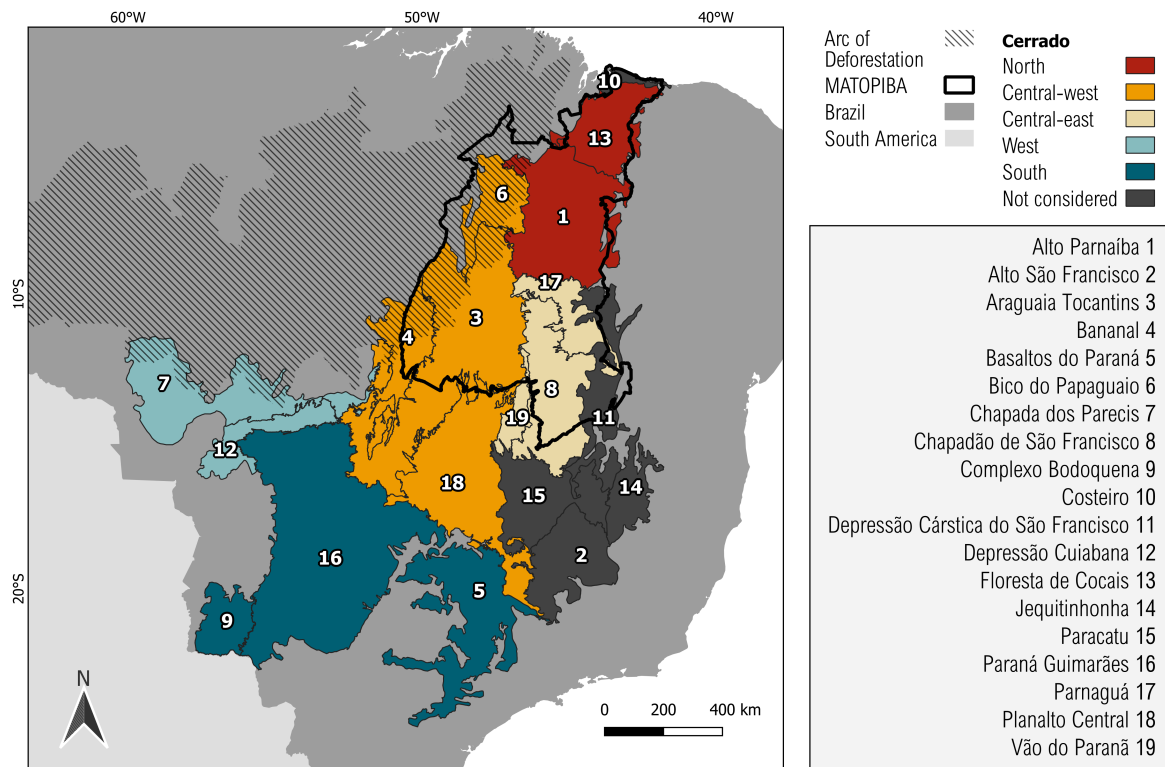 60°W 50°W 40°W
10°S
20°S
10
13
6
1
17
3
4
7
8
19
11
12
18
15
14
16
2
5
9
N
0 200 400 km
Arc of
Deforestation
MATOPIBA
Brazil
South America
Cerrado
North
Central-west
Central-east
West
South
Not considered
Alto Parnaíba 1
Alto São Francisco 2
Araguaia Tocantins 3
Bananal 4
Basaltos do Paraná 5
Bico do Papaguaio 6
Chapada dos Parecis 7
Chapadão de São Francisco 8
Complexo Bodoquena 9
Costeiro 10
Depressão Cárstica do São Francisco 11
Depressão Cuiabana 12
Floresta de Cocais 13
Jequitinhonha 14
Paracatu 15
Paraná Guimarães 16
Parnaguá 17
Planalto Central 18
Vão do Paranã 19